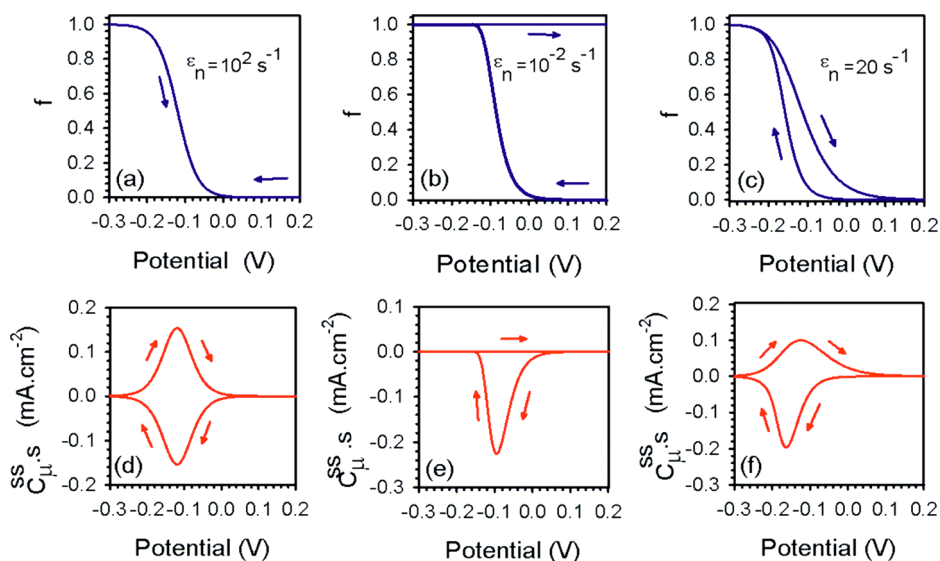 f
1.0
0.8
0.6
0.4
0.2
0.0
εn = 10² s⁻¹
(a)
-0.3 -0.2 -0.1 0.0 0.1 0.2
Potential (V)
f
1.0
0.8
0.6
0.4
0.2
0.0
εn = 10⁻² s⁻¹
(b)
-0.3 -0.2 -0.1 0.0 0.1 0.2
Potential (V)
f
1.0
0.8
0.6
0.4
0.2
0.0
εn = 20 s⁻¹
(c)
-0.3 -0.2 -0.1 0.0 0.1 0.2
Potential (V)
Cμss.s (mA.cm⁻²)
0.2
0.1
0.0
-0.1
-0.2
(d)
-0.3 -0.2 -0.1 0.0 0.1 0.2
Potential (V)
Cμss.s (mA.cm⁻²)
0.1
0.0
-0.1
-0.2
-0.3
(e)
-0.3 -0.2 -0.1 0.0 0.1 0.2
Potential (V)
Cμss.s (mA.cm⁻²)
0.2
0.1
0.0
-0.1
-0.2
-0.3
(f)
-0.3 -0.2 -0.1 0.0 0.1 0.2
Potential (V)